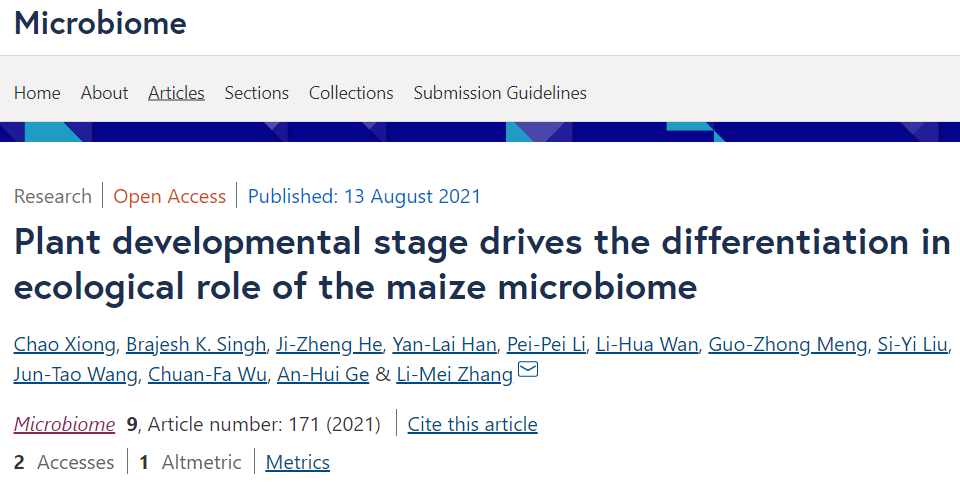 Microbiome
Home About Articles Sections Collections Submission Guidelines
Research Open Access Published: 13 August 2021
Plant developmental stage drives the differentiation in
ecological role of the maize microbiome
Chao Xiong, Brajesh K. Singh, Ji-Zheng He, Yan-Lai Han, Pei-Pei Li, Li-Hua Wan, Guo-Zhong Meng, Si-Yi Liu,
Jun-Tao Wang, Chuan-Fa Wu, An-Hui Ge & Li-Mei Zhang
Microbiome 9, Article number: 171 (2021) Cite this article
2 Accesses 1 Altmetric Metrics